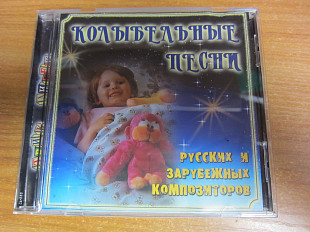 КОЛЫБЕЛЬНЫЕ
ПЕСНИ
РУССКИХ И
ЗАРУБЕЖНЫХ
КОМПОЗИТОРОВ